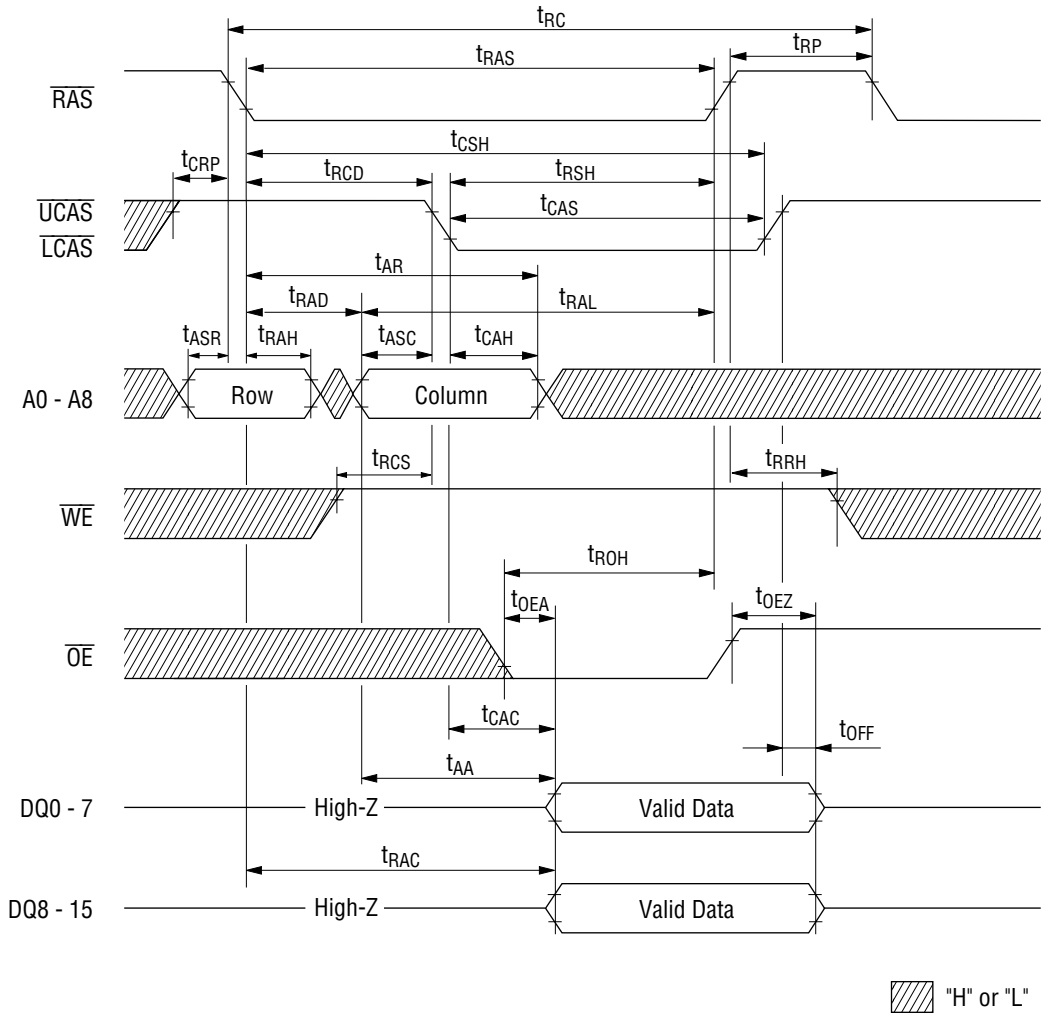 tRC
tRP
tRAS
RAS
tCSH
tCRP
tRCD
tRSH
UCAS
LCAS
tCAS
tAR
tRAD
tRAL
tASR
tRAH
tASC
tCAH
A0 - A8
Row
Column
tRCS
tRRH
WE
tROH
tOEA
tOEZ
OE
tCAC
tOFF
tAA
DQ0 - 7
High-Z
Valid Data
tRAC
DQ8 - 15
High-Z
Valid Data
"H" or "L"